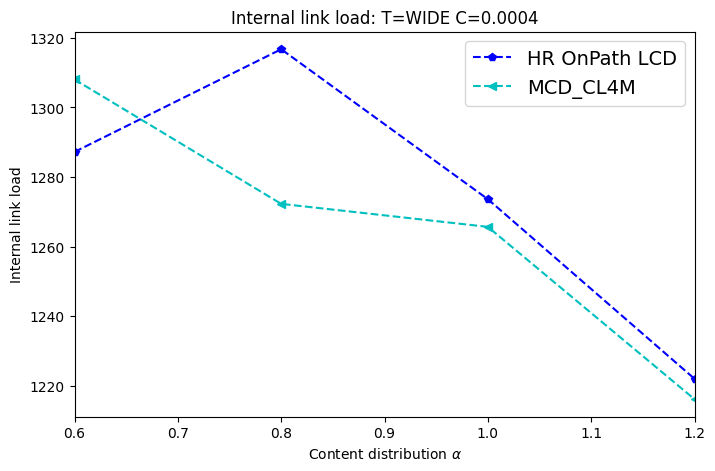 Internal link load: T=WIDE C=0.0004
1320
1300
1280
1260
1240
1220
Internal link load
HR OnPath LCD
MCD_CL4M
0.6 0.7 0.8 0.9 1.0 1.1 1.2
Content distribution α